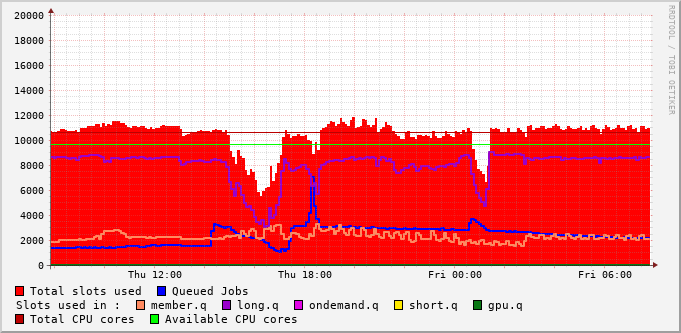 20000
18000
16000
14000
12000
10000
8000
6000
4000
2000
0
Thu 12:00 Thu 18:00 Fri 00:00 Fri 06:00
Total slots used Queued Jobs
Slots used in : member.q long.q ondemand.q short.q gpu.q
Total CPU cores Available CPU cores
RRDTOOL / TOBI OETIKER